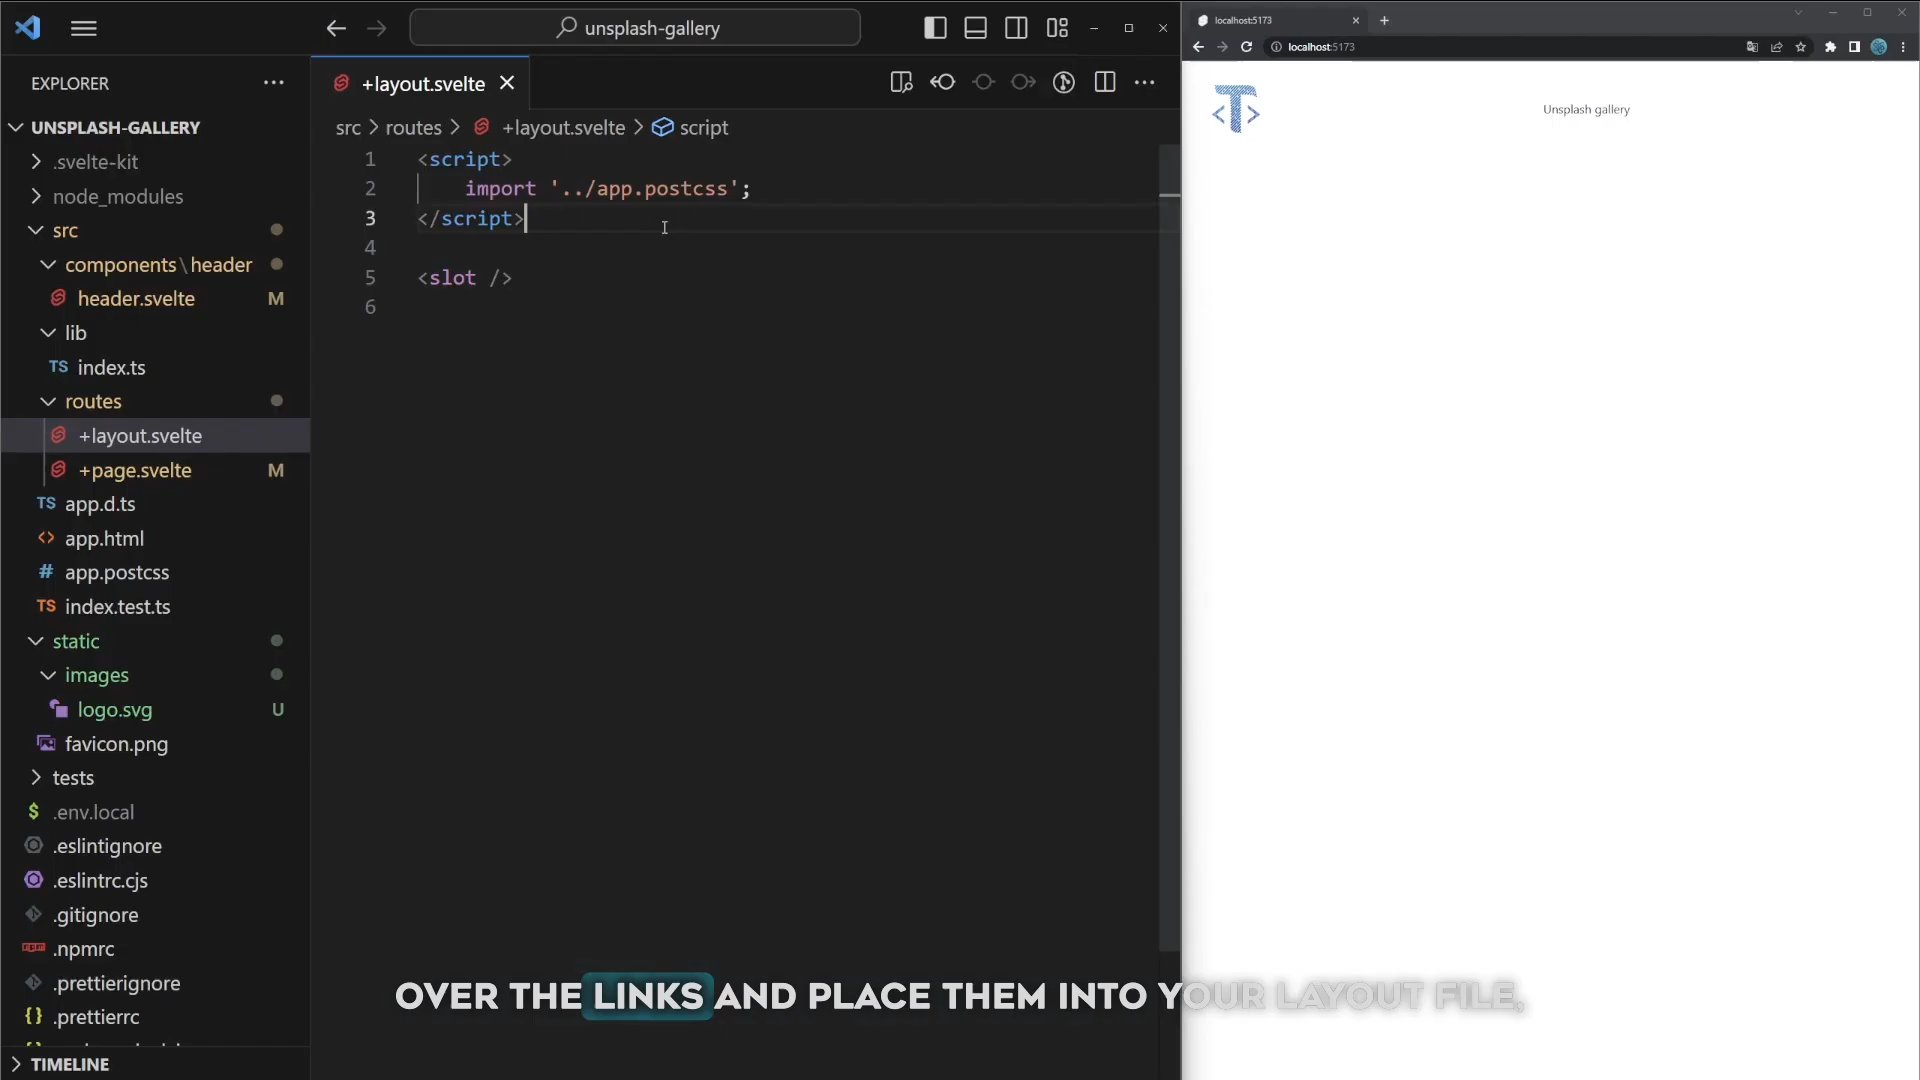 unsplash-gallery
localhost:5173
localhost:5173
EXPLORER
+layout.svelte
UNSPLASH-GALLERY
src
routes
+layout.svelte
script
.svelte-kit
node_modules
src
components\header
header.svelte M
lib
TS index.ts
routes
+layout.svelte
+page.svelte M
TS app.d.ts
<> app.html
# app.postcss
TS index.test.ts
static
images
logo.svg U
favicon.png
tests
$ .env.local
.eslintignore
.eslintrc.cjs
.gitignore
npm .npmrc
.prettierignore
{} .prettierrc
TIMELINE
1 <script>
2 import '../app.postcss';
3 </script>
4
5 <slot />
6
<T>
Unsplash gallery
OVER THE LINKS AND PLACE THEM INTO YOUR LAYOUT FILE,